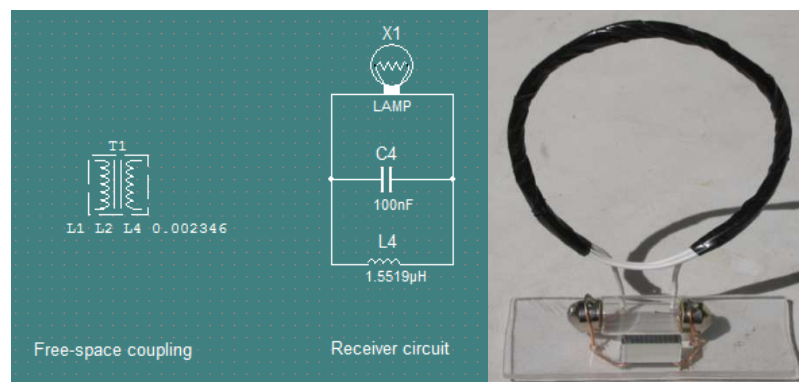 X1
LAMP
T1
C4
100nF
L1 L2 L4 0.002346
L4
1.5519µH
Free-space coupling
Receiver circuit